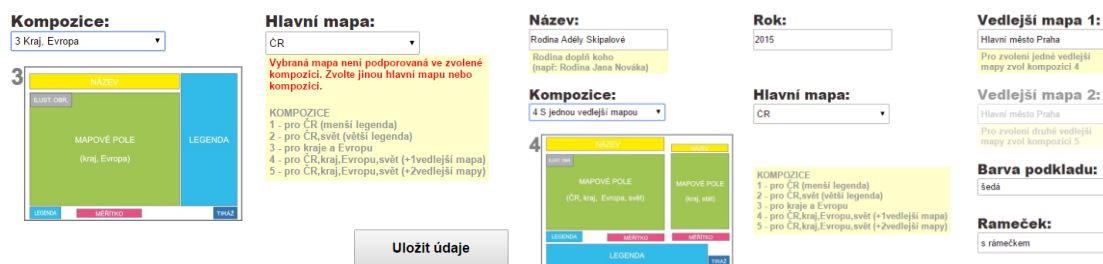 Kompozice:
3 Kraj, Evropa
3
NÁZEV
ILUST. OBR.
MAPOVÉ POLE
(kraj, Evropa)
LEGENDA
LEGENDA
MĚŘÍTKO
TIRÁŽ
Hlavní mapa:
ČR
Vybraná mapa není podporovaná ve zvolené
kompozici. Zvolte jinou hlavní mapu nebo
kompozici.
KOMPOZICE
1 - pro ČR (menší legenda)
2 - pro ČR,svět (větší legenda)
3 - pro kraje a Evropu
4 - pro ČR,kraj,Evropu,svět (+1vedlejší mapa)
5 - pro ČR,kraj,Evropu,svět (+2vedlejší mapy)
Uložit údaje
Název:
Rodina Adély Skípalové
Rodina doplň koho
(např: Rodina Jana Nováka)
Rok:
2015
Kompozice:
4 S jednou vedlejší mapou
4
NÁZEV
NÁZEV
ILUST. OBR.
MAPOVÉ POLE
(ČR, kraj, Evropa, svět)
MAPOVÉ POLE
(kraj, stát)
LEGENDA
MĚŘÍTKO
MĚŘÍTKO
LEGENDA
TIRÁŽ
Hlavní mapa:
ČR
KOMPOZICE
1 - pro ČR (menší legenda)
2 - pro ČR,svět (větší legenda)
3 - pro kraje a Evropu
4 - pro ČR,kraj,Evropu,svět (+1vedlejší mapa)
5 - pro ČR,kraj,Evropu,svět (+2vedlejší mapy)
Vedlejší mapa 1:
Hlavní město Praha
Pro zvolení jedné vedlejší
mapy zvol kompozici 4
Vedlejší mapa 2:
Hlavní město Praha
Pro zvolení druhé vedlejší
mapy zvol kompozici 5
Barva podkladu:
šedá
Rameček:
s rámečkem